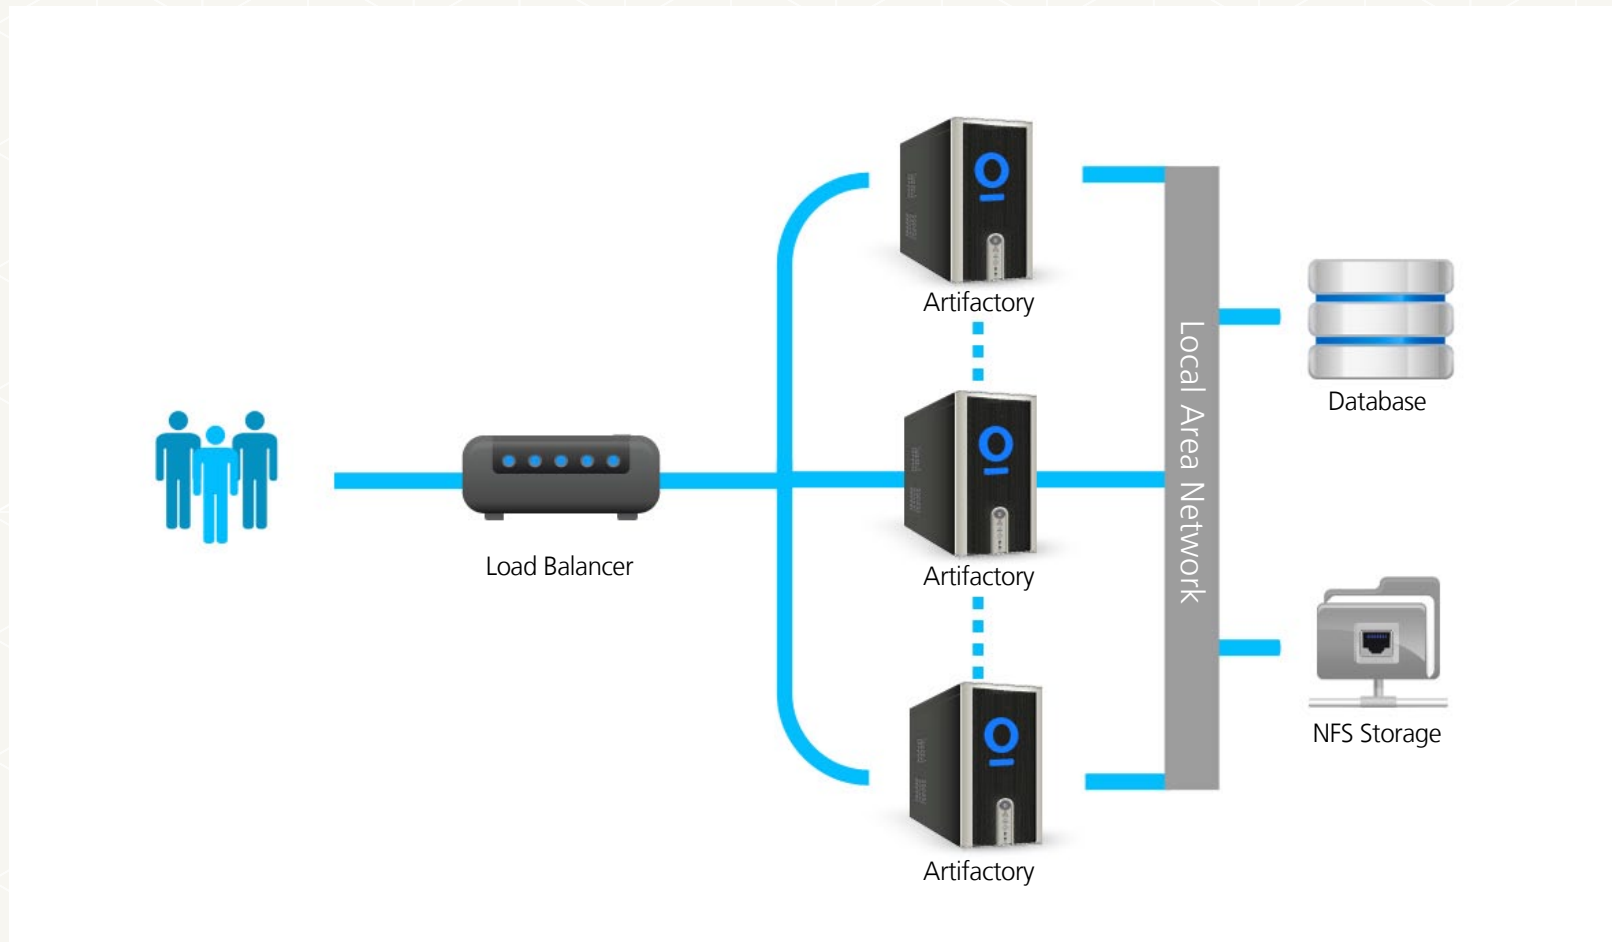 Artifactory
Local Area Network
Database
Load Balancer
Artifactory
NFS Storage
Artifactory